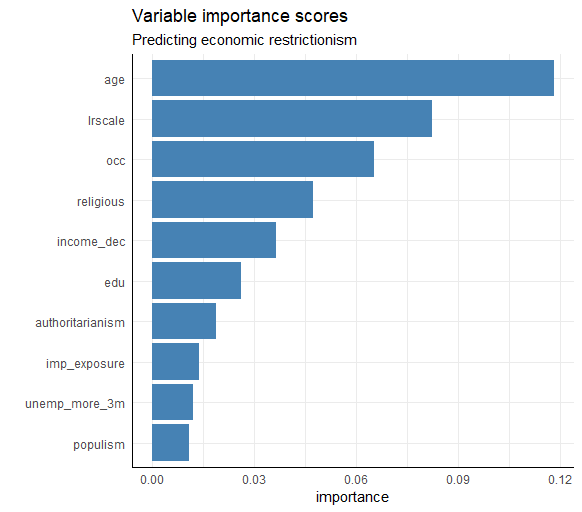 Variable importance scores
Predicting economic restrictionism
age
lrscale
occ
religious
income_dec
edu
authoritarianism
imp_exposure
unemp_more_3m
populism
0.00 0.03 0.06 0.09 0.12
importance